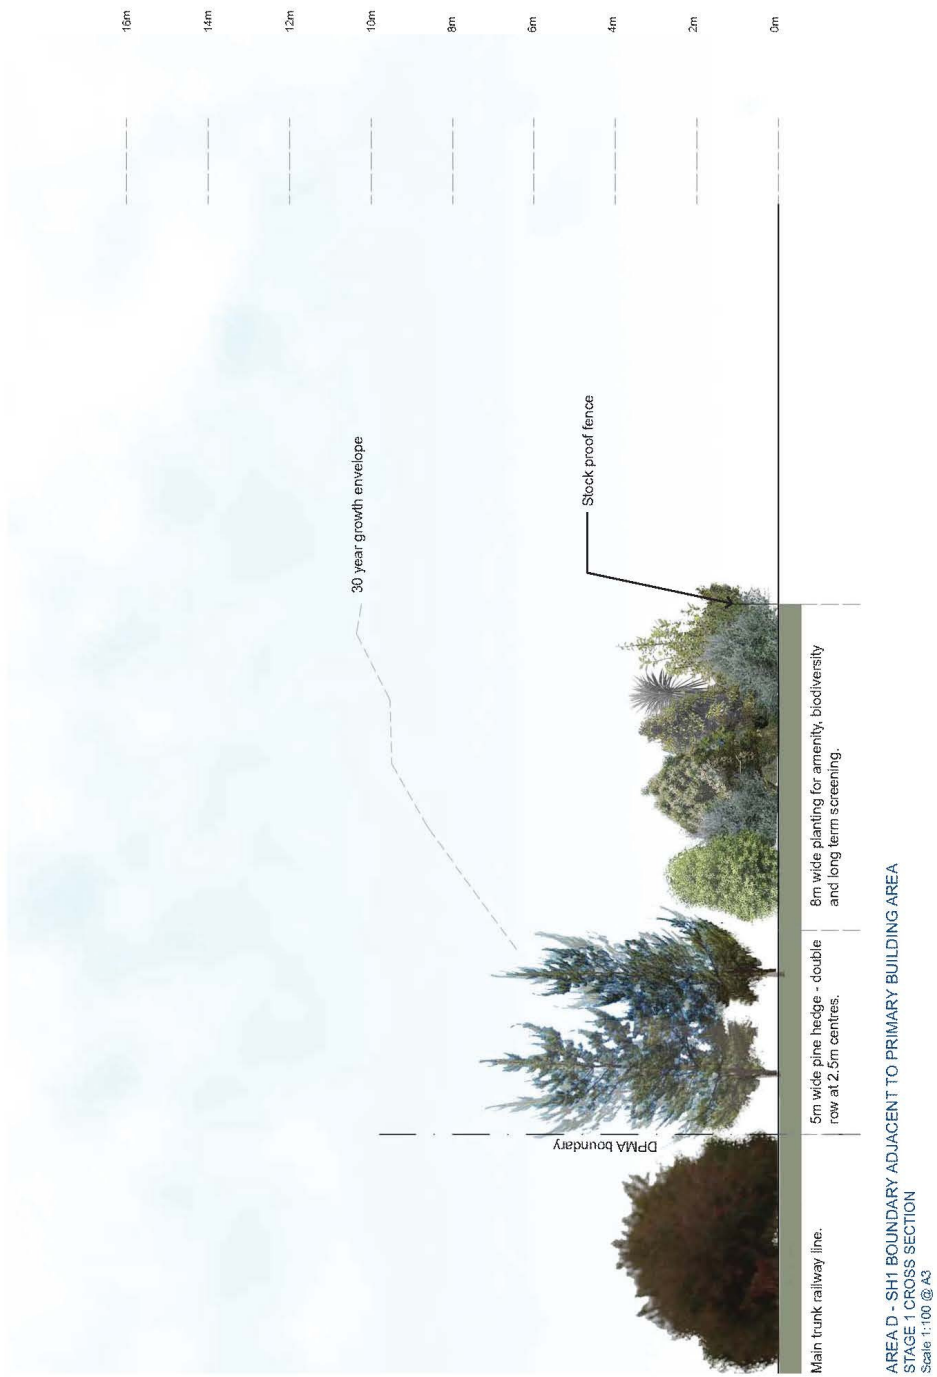 16m
14m
12m
10m
8m
6m
4m
2m
0m
30 year growth envelope
Stock proof fence
DPMA boundary
Main trunk railway line.
5m wide pine hedge - double
row at 2.5m centres.
8m wide planting for amenity, biodiversity
and long term screening.
AREA D - SH1 BOUNDARY ADJACENT TO PRIMARY BUILDING AREA
STAGE 1 CROSS SECTION
Scale 1:100 @ A3